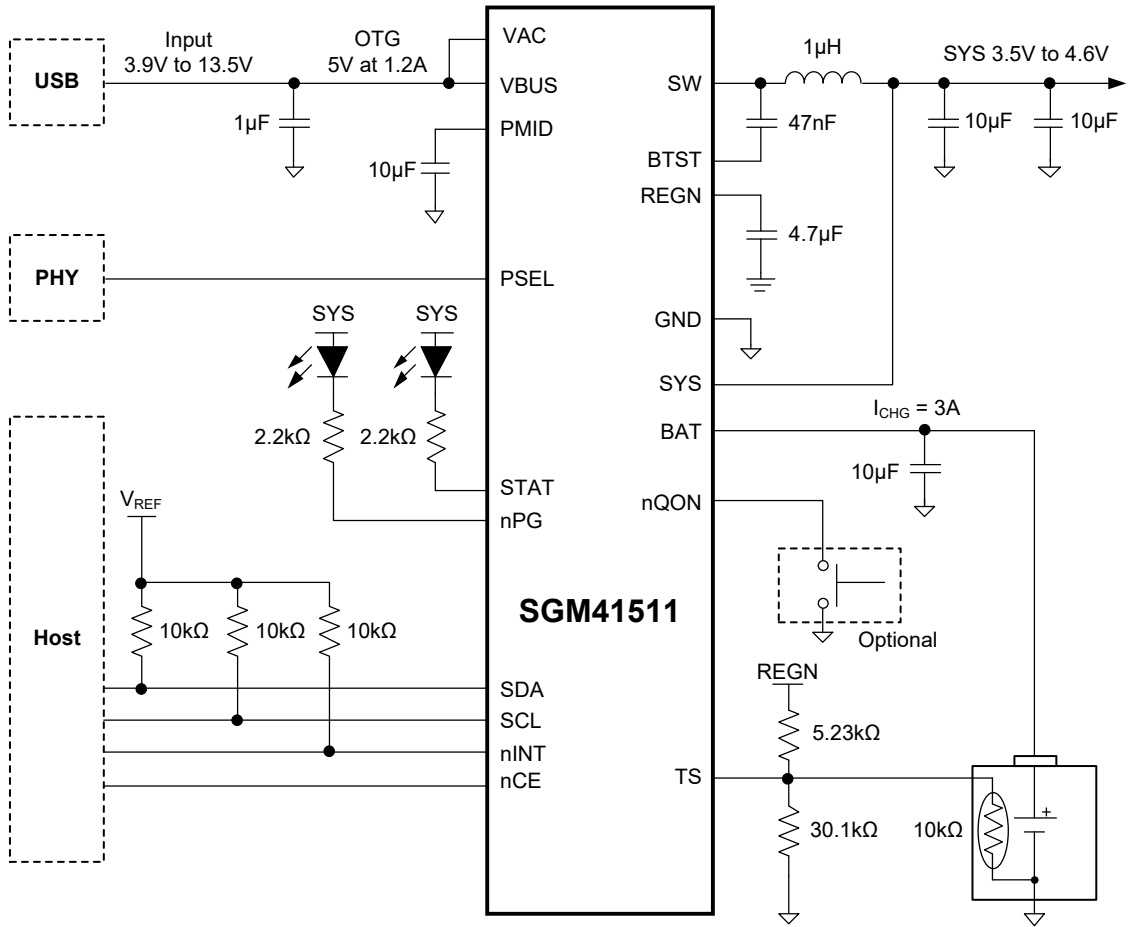 USB
Input
3.9V to 13.5V
OTG
5V at 1.2A
1µF
10µF
PHY
SYS
SYS
2.2kΩ
2.2kΩ
VREF
Host
10kΩ
10kΩ
10kΩ
VAC
VBUS
PMID
PSEL
STAT
nPG
SDA
SCL
nINT
nCE
SGM41511
SW
BTST
REGN
GND
SYS
BAT
nQON
TS
1µH
SYS 3.5V to 4.6V
47nF
10µF
10µF
4.7µF
ICHG = 3A
10µF
Optional
REGN
5.23kΩ
30.1kΩ
10kΩ
+